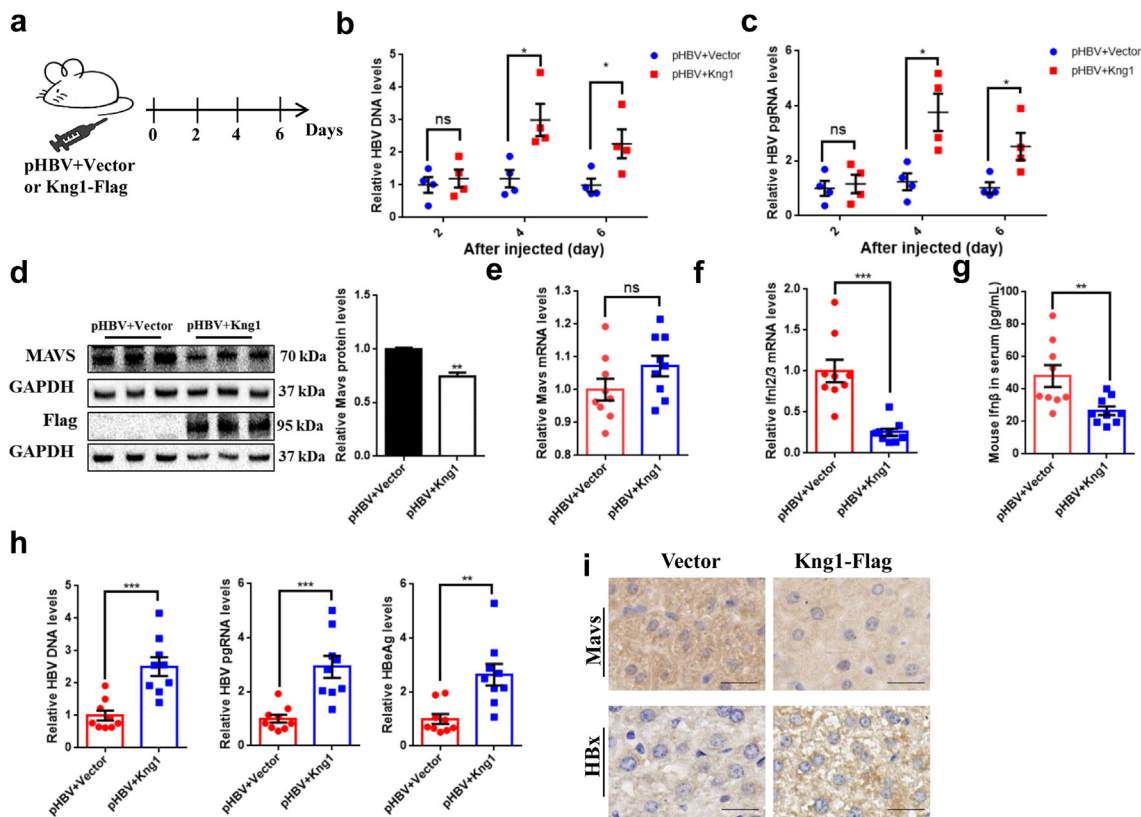 a
0 2 4 6 Days
pHBV+Vector
or Kng1-Flag
b
Relative HBV DNA levels
6
4
2
0
ns
*
*
pHBV+Vector
pHBV+Kng1
2 4 6
After injected (day)
c
Relative HBV pgRNA levels
6
4
2
0
ns
*
*
pHBV+Vector
pHBV+Kng1
2 4 6
After injected (day)
d
pHBV+Vector pHBV+Kng1
MAVS 70 kDa
GAPDH 37 kDa
Flag 95 kDa
GAPDH 37 kDa
Relative Mavs protein levels
1.5
1.0
0.5
0.0
**
pHBV+Vector pHBV+Kng1
e
Relative Mavs mRNA levels
1.3
1.2
1.1
1.0
0.9
0.8
ns
pHBV+Vector pHBV+Kng1
f
Relative Ifnl2/3 mRNA levels
2.0
1.5
1.0
0.5
0.0
***
pHBV+Vector pHBV+Kng1
g
Mouse Ifnβ in serum (pg/mL)
100
80
60
40
20
0
**
pHBV+Vector pHBV+Kng1
h
Relative HBV DNA levels
5
4
3
2
1
0
***
pHBV+Vector pHBV+Kng1
Relative HBV pgRNA levels
6
4
2
0
***
pHBV+Vector pHBV+Kng1
Relative HBeAg levels
6
4
2
0
**
pHBV+Vector pHBV+Kng1
i
Vector Kng1-Flag
Mavs
HBx